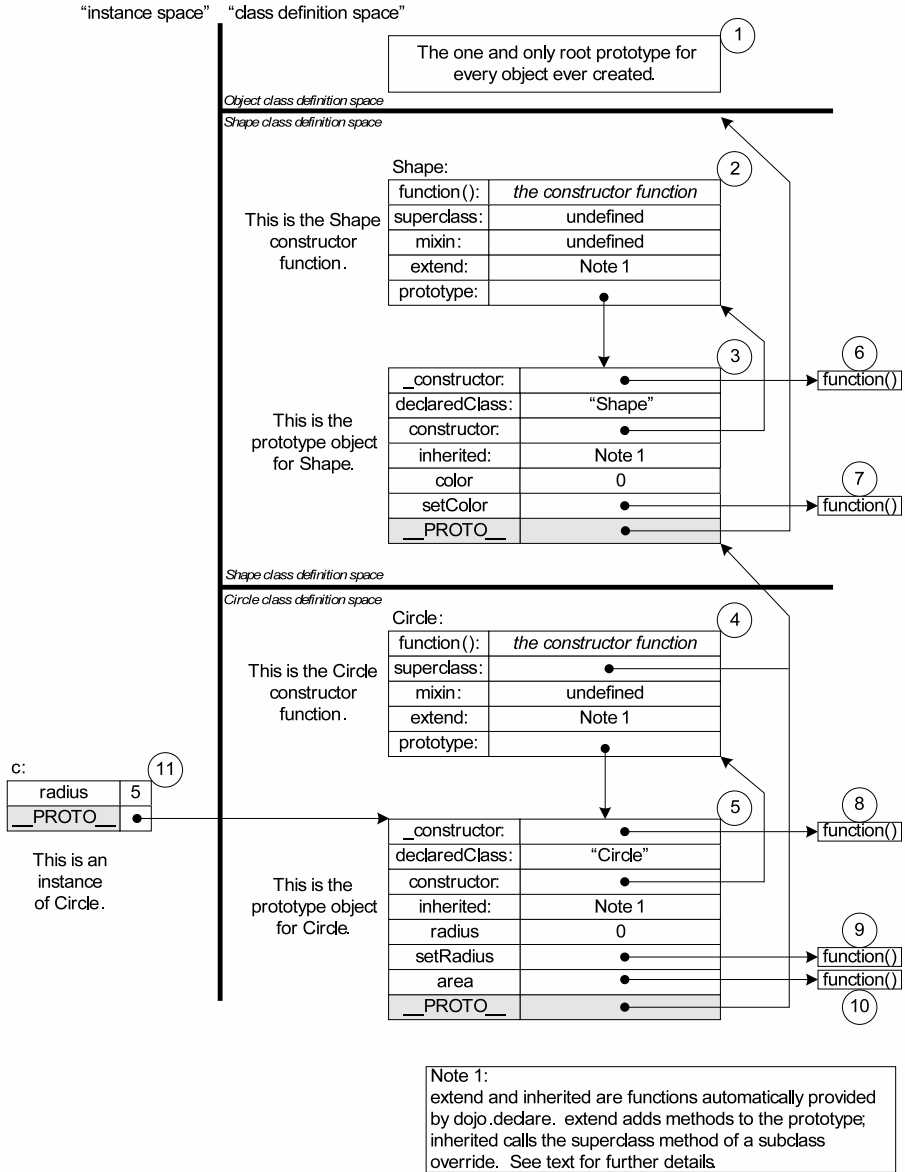 “instance space” “class definition space”
1
The one and only root prototype for
every object ever created.
Object class definition space
Shape class definition space
Shape:
2
function(): the constructor function
superclass: undefined
mixin: undefined
extend: Note 1
prototype:
This is the Shape
constructor
function.
3
_constructor:
declaredClass: “Shape”
constructor:
inherited: Note 1
color 0
setColor
__PROTO__
This is the
prototype object
for Shape.
6
function()
7
function()
Shape class definition space
Circle class definition space
Circle:
4
function(): the constructor function
superclass:
mixin: undefined
extend: Note 1
prototype:
This is the Circle
constructor
function.
c:
11
radius 5
__PROTO__
This is an
instance
of Circle.
5
_constructor:
declaredClass: “Circle”
constructor:
inherited: Note 1
radius 0
setRadius
area
__PROTO__
This is the
prototype object
for Circle.
8
function()
9
function()
function()
10
Note 1:
extend and inherited are functions automatically provided
by dojo.declare. extend adds methods to the prototype;
inherited calls the superclass method of a subclass
override. See text for further details.